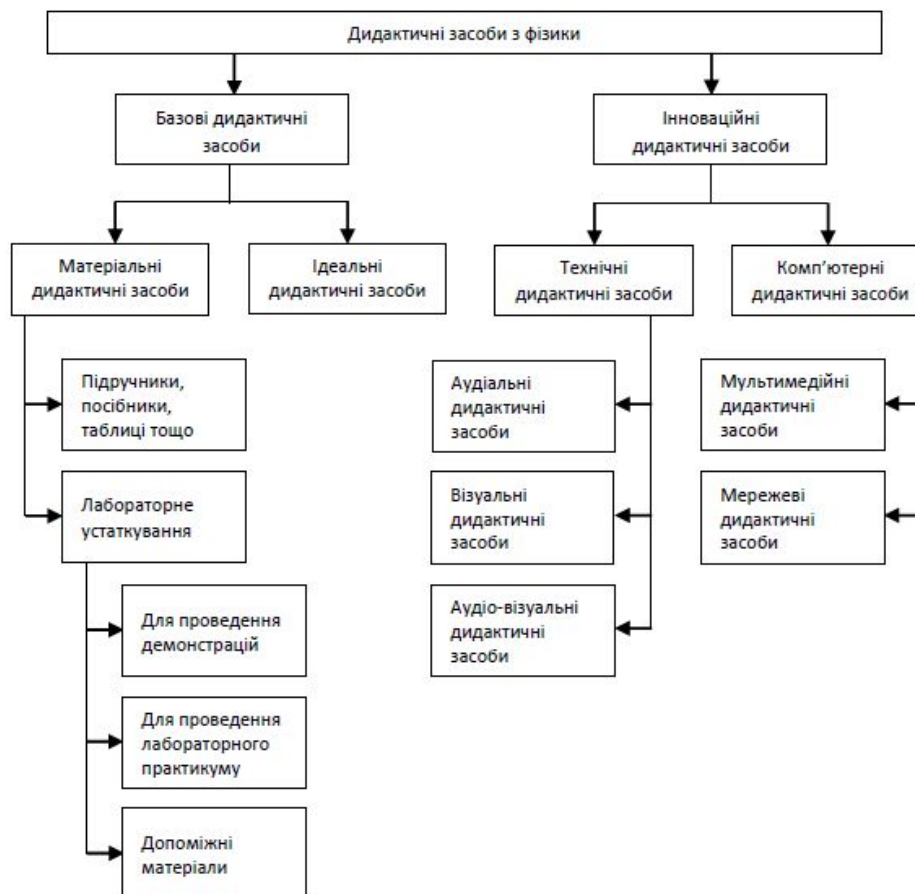 Дидактичні засоби з фізики
Базові дидактичні
засоби
Інноваційні
дидактичні засоби
Матеріальні
дидактичні засоби
Ідеальні
дидактичні засоби
Технічні
дидактичні засоби
Комп’ютерні
дидактичні засоби
Підручники,
посібники,
таблиці тощо
Лабораторне
устаткування
Для проведення
демонстрацій
Для проведення
лабораторного
практикуму
Допоміжні
матеріали
Аудіальні
дидактичні
засоби
Візуальні
дидактичні
засоби
Аудіо-візуальні
дидактичні
засоби
Мультимедійні
дидактичні
засоби
Мережеві
дидактичні
засоби